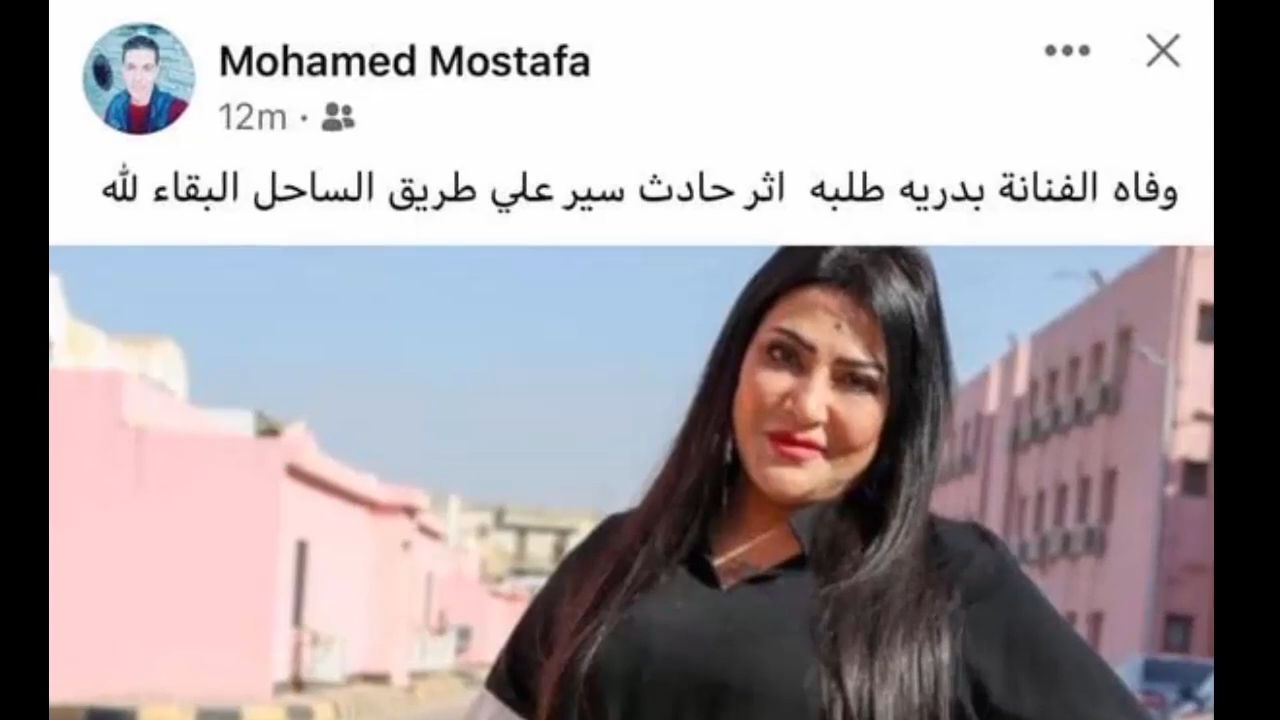 Mohamed Mostafa
12m
وفاه الفنانة بدريه طلبه اثر حادث سير علي طريق الساحل البقاء لله